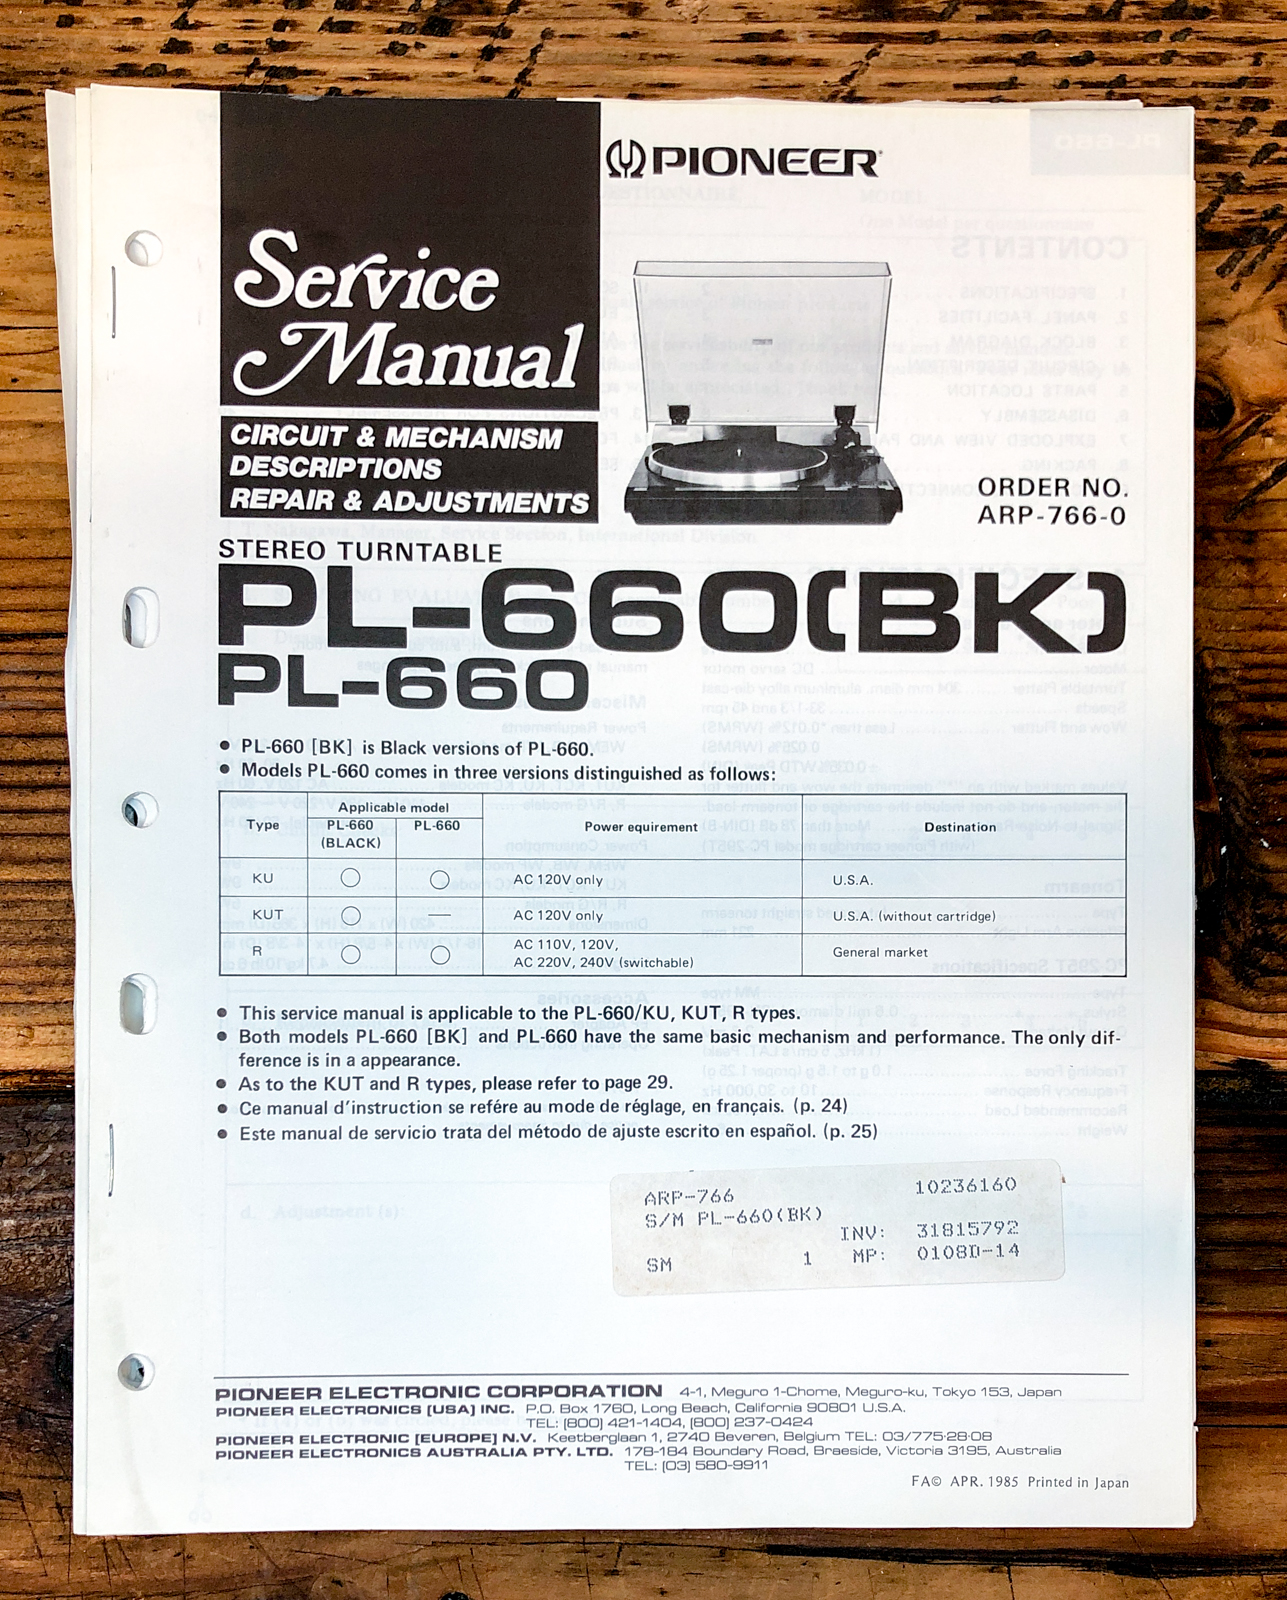 PIONEER
Service
Manual
CIRCUIT & MECHANISM
DESCRIPTIONS
REPAIR & ADJUSTMENTS
ORDER NO.
ARP-766-0
STEREO TURNTABLE
PL-660(BK)
PL-660
● PL-660 [BK] is Black versions of PL-660.
● Models PL-660 comes in three versions distinguished as follows:
Type Applicable model Power equirement Destination
PL-660 (BLACK) PL-660
KU ○ ○ AC 120V only U.S.A.
KUT ○ — AC 120V only U.S.A. (without cartridge)
R ○ ○ AC 110V, 120V, General market
AC 220V, 240V (switchable)
● This service manual is applicable to the PL-660/KU, KUT, R types.
● Both models PL-660 [BK] and PL-660 have the same basic mechanism and performance. The only dif-
ference is in a appearance.
● As to the KUT and R types, please refer to page 29.
● Ce manual d'instruction se refére au mode de réglage, en français. (p. 24)
● Este manual de servicio trata del método de ajuste escrito en español. (p. 25)
ARP-766 10236160
S/M PL-660(BK)
INV: 31815792
SM 1 MP: 0108D-14
PIONEER ELECTRONIC CORPORATION 4-1, Meguro 1-Chome, Meguro-ku, Tokyo 153, Japan
PIONEER ELECTRONICS [USA] INC. P.O. Box 1760, Long Beach, California 90801 U.S.A.
TEL: [800] 421-1404, [800] 237-0424
PIONEER ELECTRONIC [EUROPE] N.V. Keetberglaan 1, 2740 Beveren, Belgium TEL: 03/775·28·08
PIONEER ELECTRONICS AUSTRALIA PTY. LTD. 178-184 Boundary Road, Braeside, Victoria 3195, Australia
TEL: [03] 580-9911
FA© APR. 1985 Printed in Japan